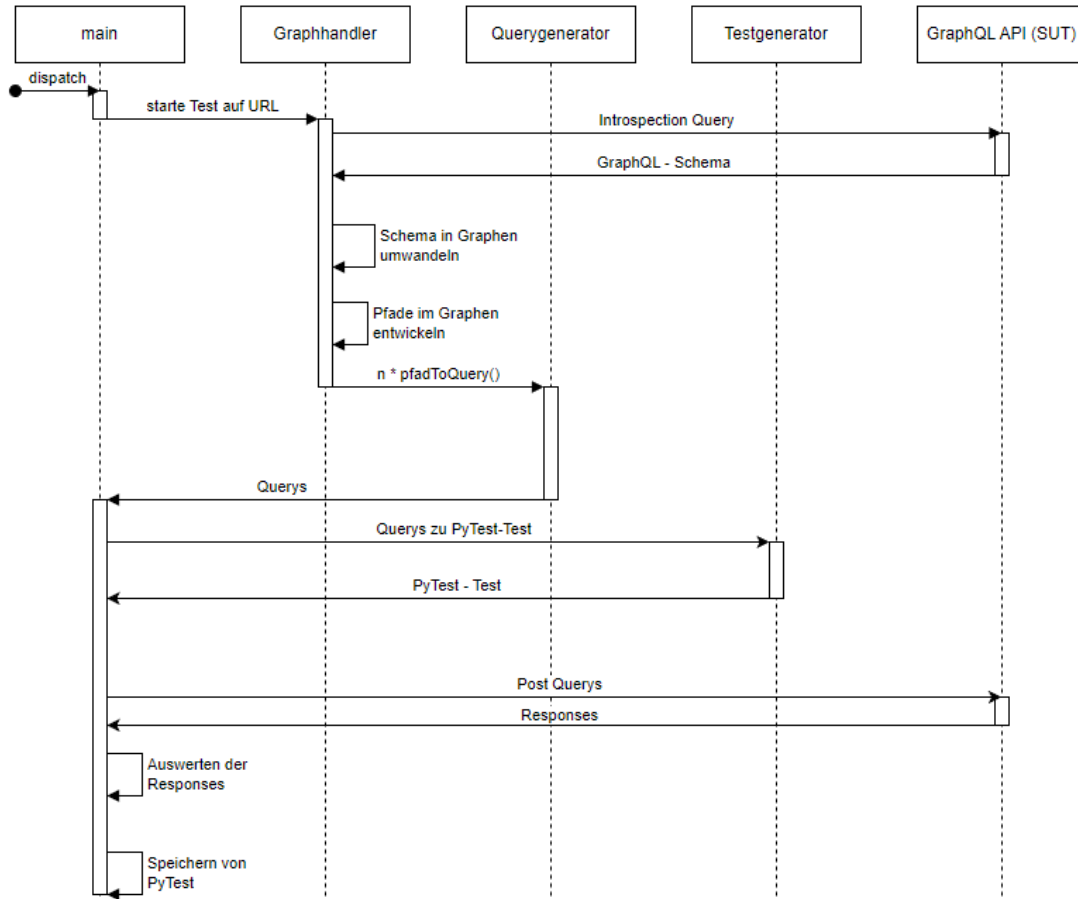 main
Graphhandler
Querygenerator
Testgenerator
GraphQL API (SUT)
dispatch
starte Test auf URL
Introspection Query
GraphQL - Schema
Schema in Graphen
umwandeln
Pfade im Graphen
entwickeln
n * pfadToQuery()
Querys
Querys zu PyTest-Test
PyTest - Test
Post Querys
Responses
Auswerten der
Responses
Speichern von
PyTest